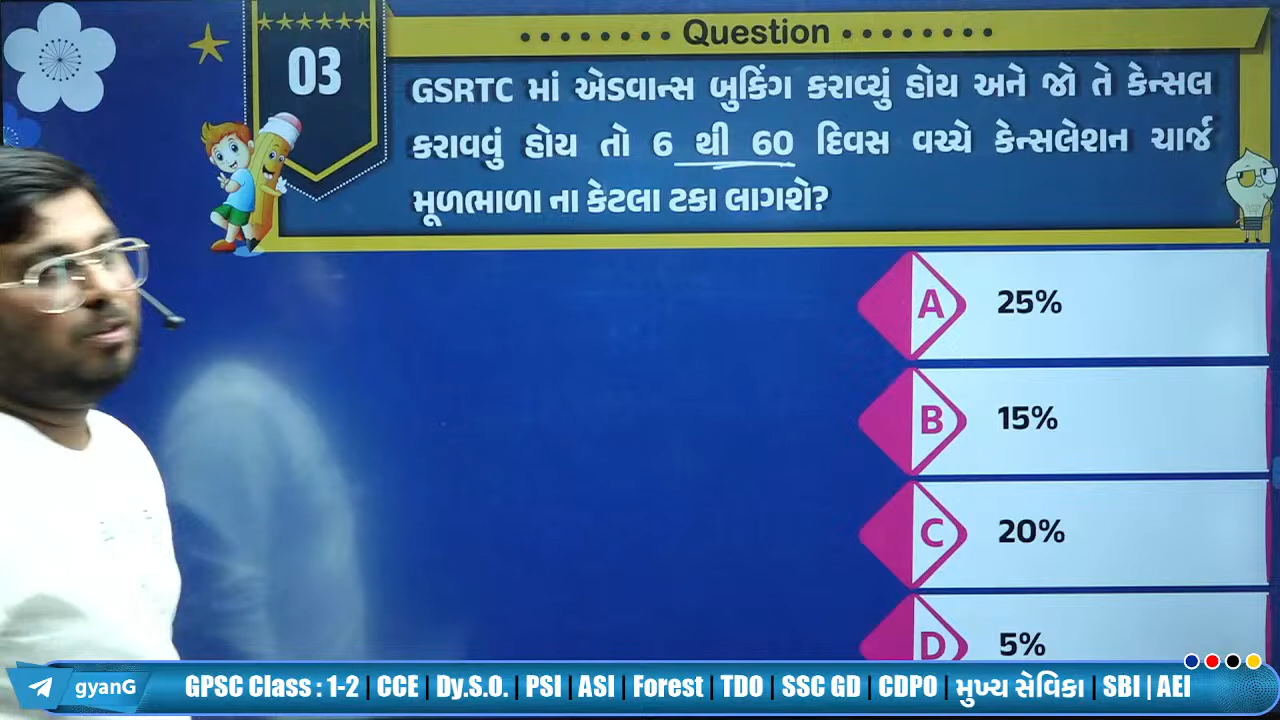 Question
03
GSRTC માં એડવાન્સ બુકિંગ કરાવ્યું હોય અને જો તે કેન્સલ
કરાવવું હોય તો 6 થી 60 દિવસ વચ્ચે કેન્સલેશન ચાર્જ
મૂળભાળા ના કેટલા ટકા લાગશે?
A 25%
B 15%
C 20%
D 5%
gyanG
GPSC Class : 1-2 | CCE | Dy.S.O. | PSI | ASI | Forest | TDO | SSC GD | CDPO | મુખ્ય સેવિકા | SBI | AEI